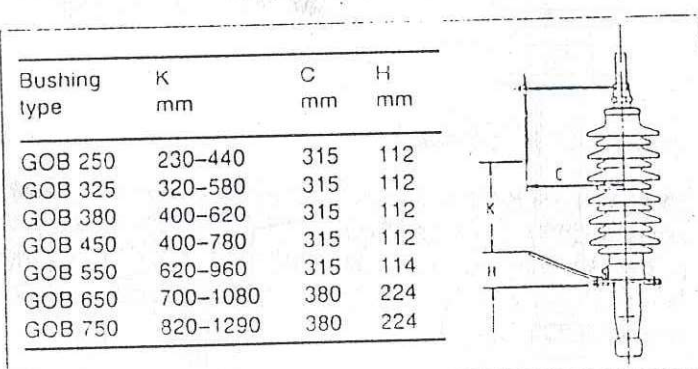 Bushing K C H
type mm mm mm
GOB 250 230–440 315 112
GOB 325 320–580 315 112
GOB 380 400–620 315 112
GOB 450 400–780 315 112
GOB 550 620–960 315 114
GOB 650 700–1080 380 224
GOB 750 820–1290 380 224
C
K
H